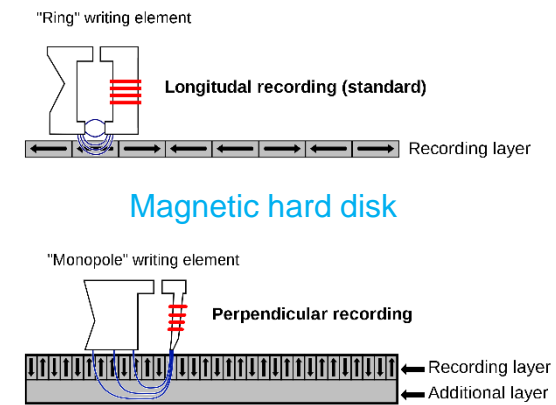 "Ring" writing element
Longitudal recording (standard)
Recording layer
Magnetic hard disk
"Monopole" writing element
Perpendicular recording
Recording layer
Additional layer